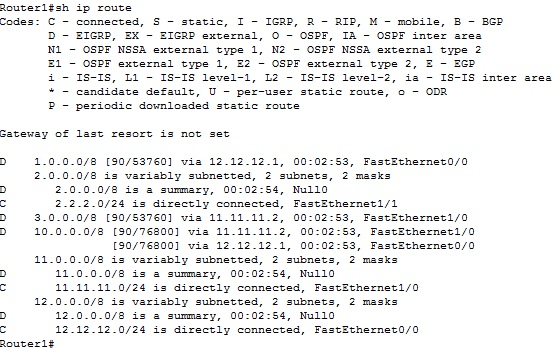 Router1#sh ip route
Codes: C - connected, S - static, I - IGRP, R - RIP, M - mobile, B - BGP
D - EIGRP, EX - EIGRP external, O - OSPF, IA - OSPF inter area
N1 - OSPF NSSA external type 1, N2 - OSPF NSSA external type 2
E1 - OSPF external type 1, E2 - OSPF external type 2, E - EGP
i - IS-IS, L1 - IS-IS level-1, L2 - IS-IS level-2, ia - IS-IS inter area
* - candidate default, U - per-user static route, o - ODR
P - periodic downloaded static route
Gateway of last resort is not set
D 1.0.0.0/8 [90/53760] via 12.12.12.1, 00:02:53, FastEthernet0/0
2.0.0.0/8 is variably subnetted, 2 subnets, 2 masks
D 2.0.0.0/8 is a summary, 00:02:54, Null0
C 2.2.2.0/24 is directly connected, FastEthernet1/1
D 3.0.0.0/8 [90/53760] via 11.11.11.2, 00:02:53, FastEthernet1/0
D 10.0.0.0/8 [90/76800] via 11.11.11.2, 00:02:53, FastEthernet1/0
[90/76800] via 12.12.12.1, 00:02:53, FastEthernet0/0
11.0.0.0/8 is variably subnetted, 2 subnets, 2 masks
D 11.0.0.0/8 is a summary, 00:02:54, Null0
C 11.11.11.0/24 is directly connected, FastEthernet1/0
12.0.0.0/8 is variably subnetted, 2 subnets, 2 masks
D 12.0.0.0/8 is a summary, 00:02:54, Null0
C 12.12.12.0/24 is directly connected, FastEthernet0/0
Router1#